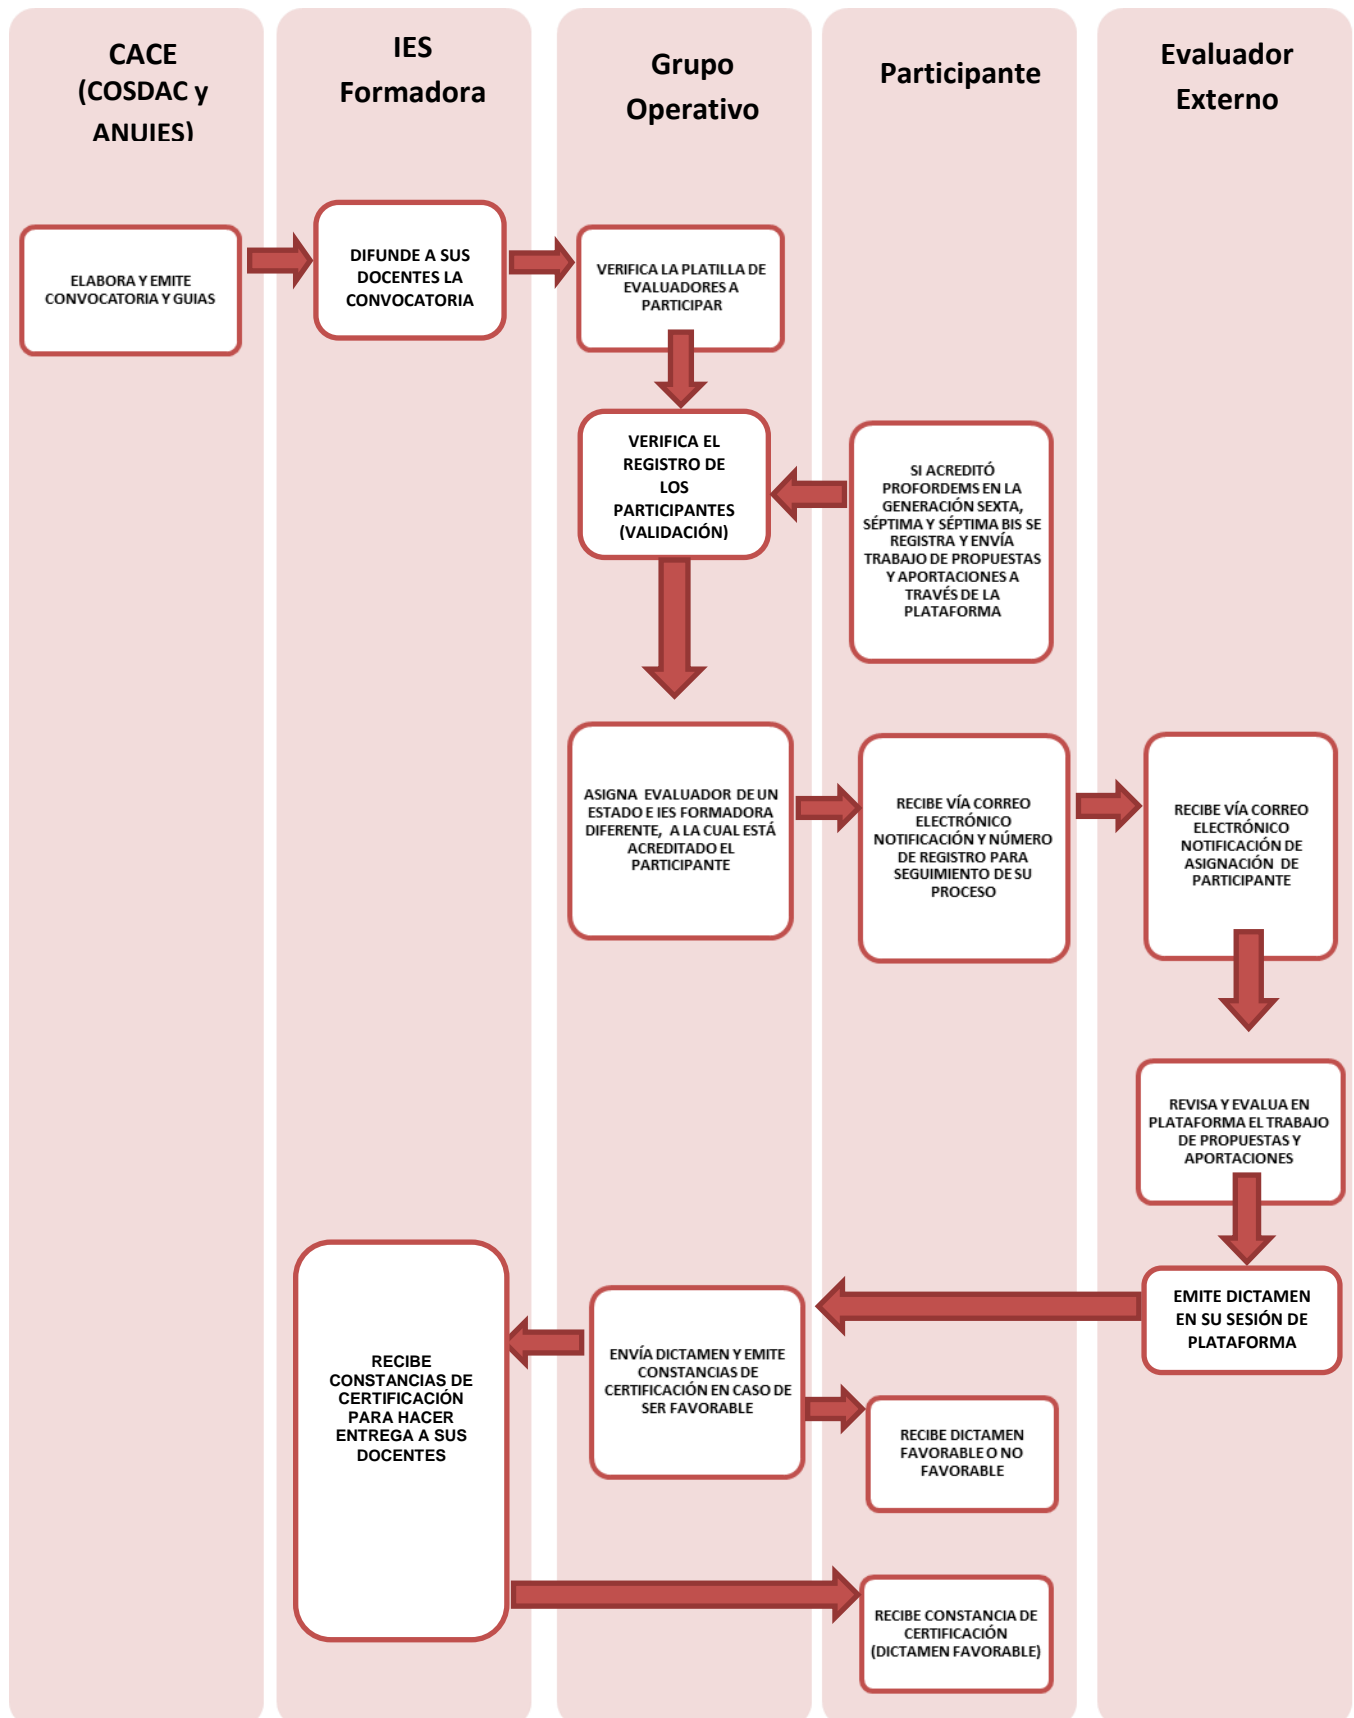 CACE
(COSDAC y
ANUIES)
IES
Formadora
Grupo
Operativo
Participante
Evaluador
Externo
ELABORA Y EMITE
CONVOCATORIA Y GUIAS
DIFUNDE A SUS
DOCENTES LA
CONVOCATORIA
VERIFICA LA PLATILLA DE
EVALUADORES A
PARTICIPAR
VERIFICA EL
REGISTRO DE
LOS
PARTICIPANTES
(VALIDACIÓN)
SI ACREDITÓ
PROFORDEMS EN LA
GENERACIÓN SEXTA,
SÉPTIMA Y SÉPTIMA BIS SE
REGISTRA Y ENVÍA
TRABAJO DE PROPUESTAS
Y APORTACIONES A
TRAVÉS DE LA
PLATAFORMA
ASIGNA EVALUADOR DE UN
ESTADO E IES FORMADORA
DIFERENTE, A LA CUAL ESTÁ
ACREDITADO EL
PARTICIPANTE
RECIBE VÍA CORREO
ELECTRÓNICO
NOTIFICACIÓN Y NÚMERO
DE REGISTRO PARA
SEGUIMIENTO DE SU
PROCESO
RECIBE VÍA CORREO
ELECTRÓNICO
NOTIFICACIÓN DE
ASIGNACIÓN DE
PARTICIPANTE
REVISA Y EVALUA EN
PLATAFORMA EL TRABAJO
DE PROPUESTAS Y
APORTACIONES
EMITE DICTAMEN
EN SU SESIÓN DE
PLATAFORMA
ENVÍA DICTAMEN Y EMITE
CONSTANCIAS DE
CERTIFICACIÓN EN CASO DE
SER FAVORABLE
RECIBE
CONSTANCIAS DE
CERTIFICACIÓN
PARA HACER
ENTREGA A SUS
DOCENTES
RECIBE DICTAMEN
FAVORABLE O NO
FAVORABLE
RECIBE CONSTANCIA DE
CERTIFICACIÓN
(DICTAMEN FAVORABLE)